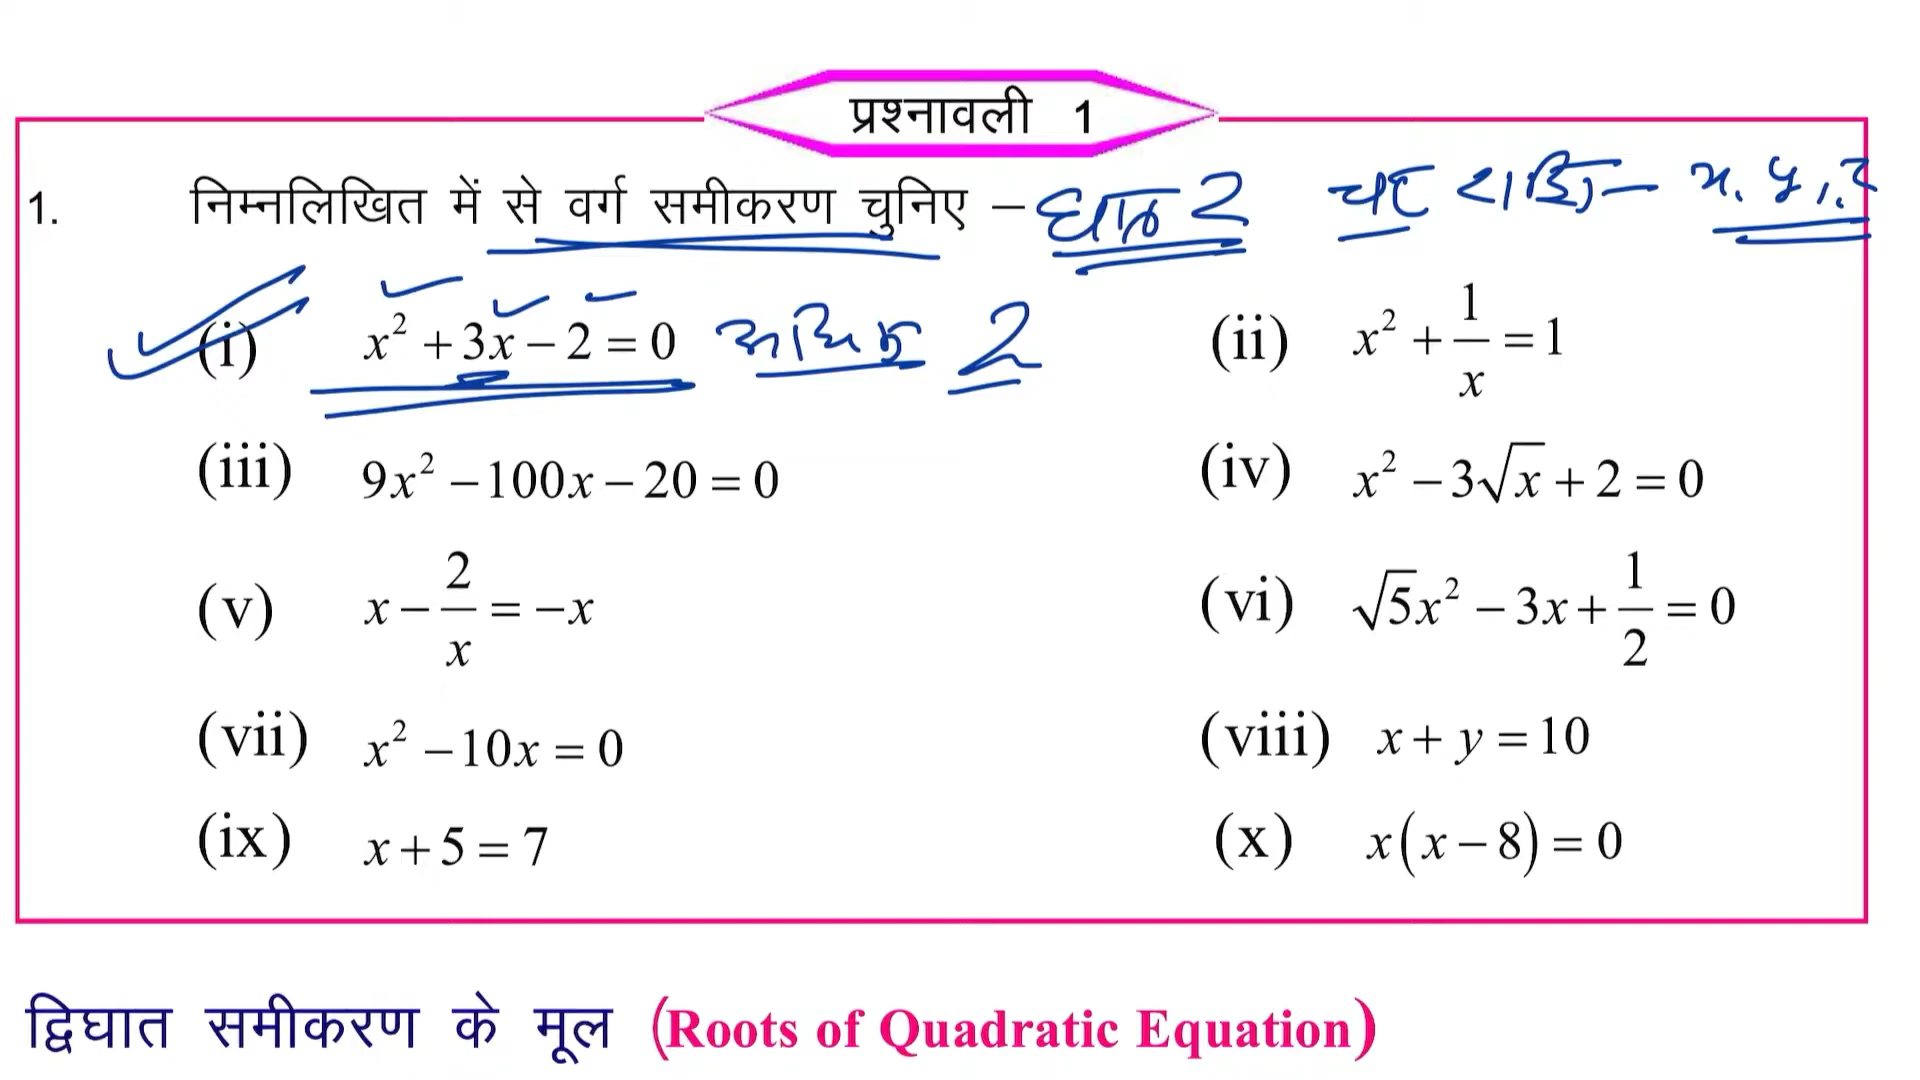 प्रश्नावली 1
1. निम्नलिखित में से वर्ग समीकरण चुनिए – घात 2 चर राशि – x, y, z
(i) x² + 3x – 2 = 0 अधिक 2 (ii) x² + 1/x = 1
(iii) 9x² – 100x – 20 = 0 (iv) x² – 3√x + 2 = 0
(v) x – 2/x = –x (vi) √5x² – 3x + 1/2 = 0
(vii) x² – 10x = 0 (viii) x + y = 10
(ix) x + 5 = 7 (x) x(x – 8) = 0
द्विघात समीकरण के मूल (Roots of Quadratic Equation)